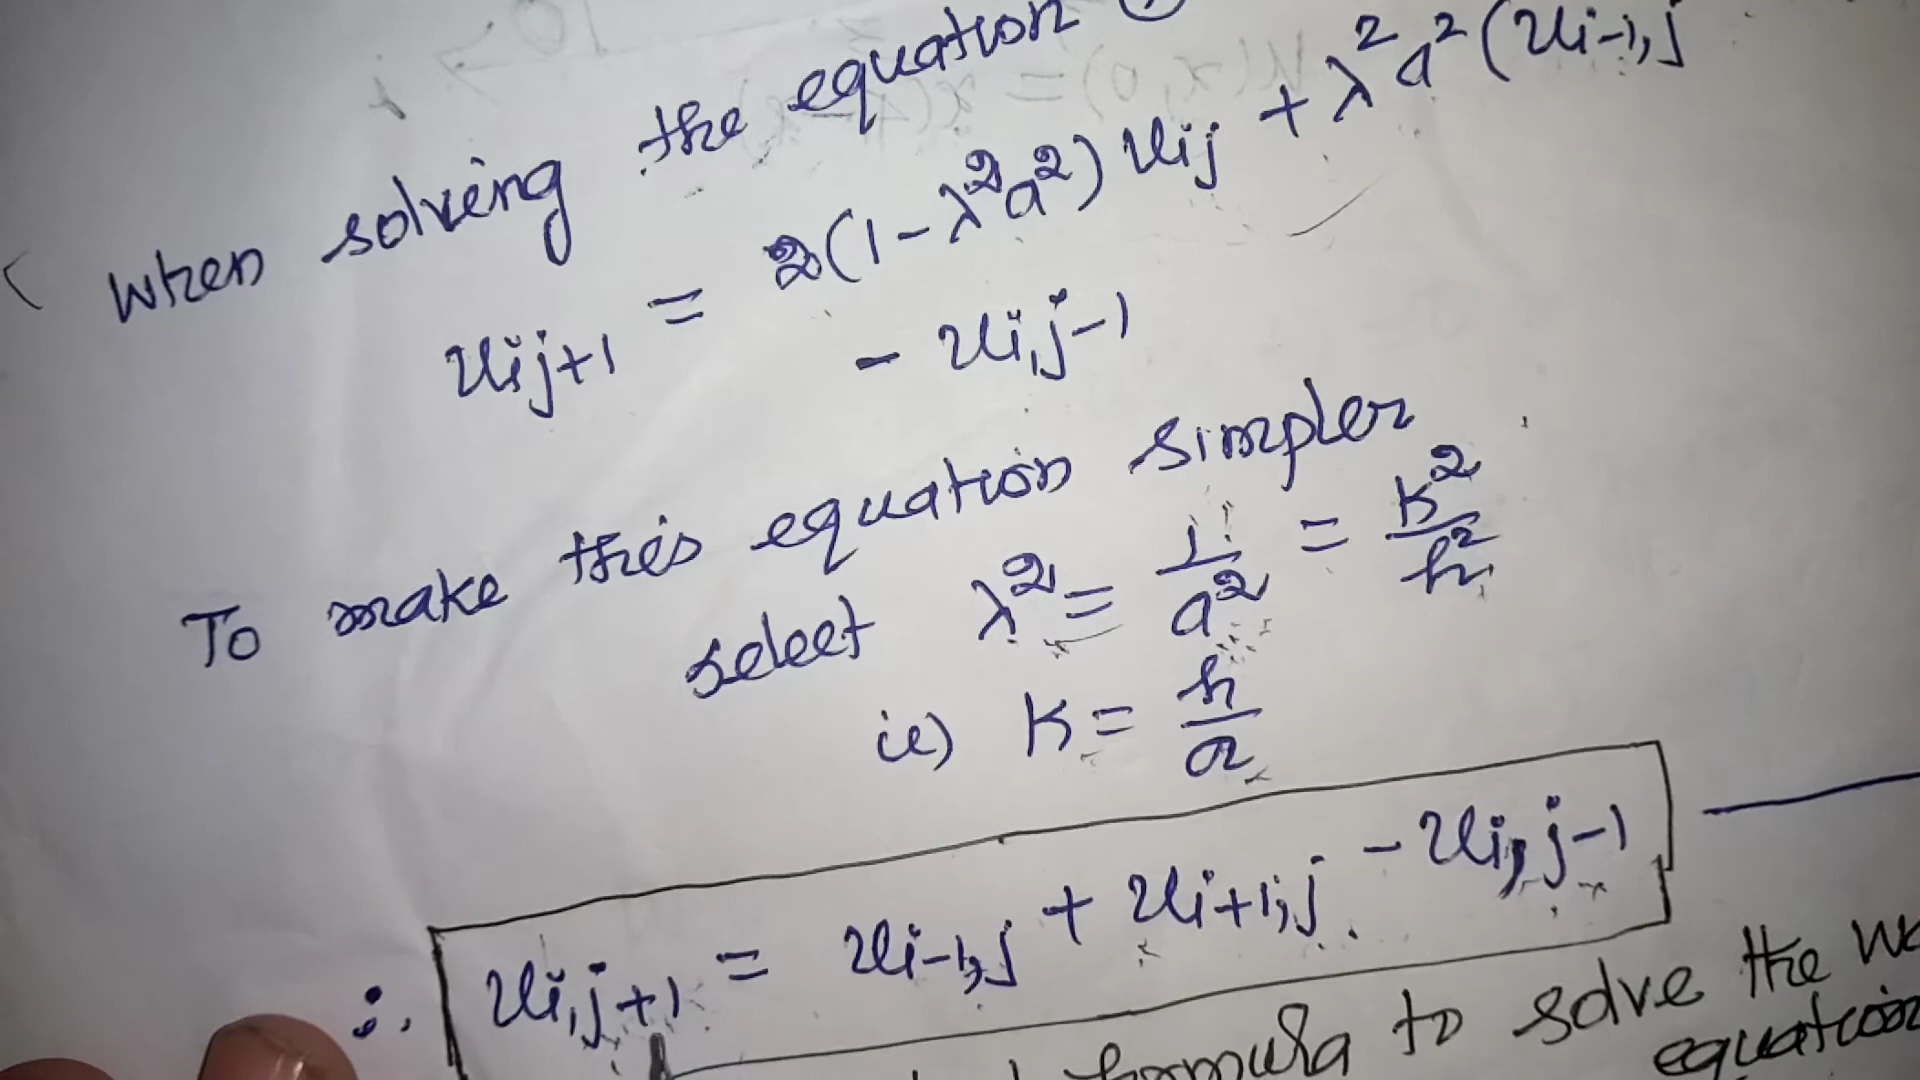 when solving the equation
uij+1 = 2(1-λ²a²) uij + λ²a² (ui-1,j
- ui,j-1
To make this equation simpler
select λ² = 1/a² = k²/h²
ie) k = h/a
∴ ui,j+1 = ui-1,j + ui+1,j - ui,j-1
formula to solve the
equation